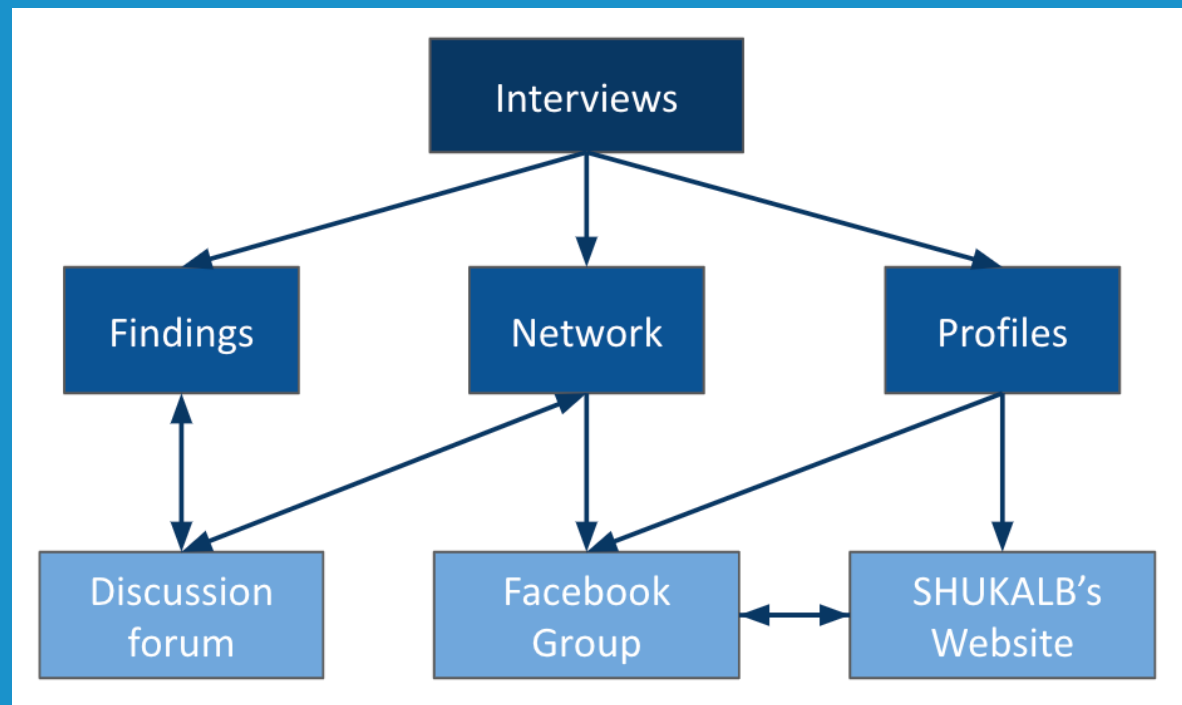 Interviews
Findings
Network
Profiles
Discussion
forum
Facebook
Group
SHUKALB’s
Website